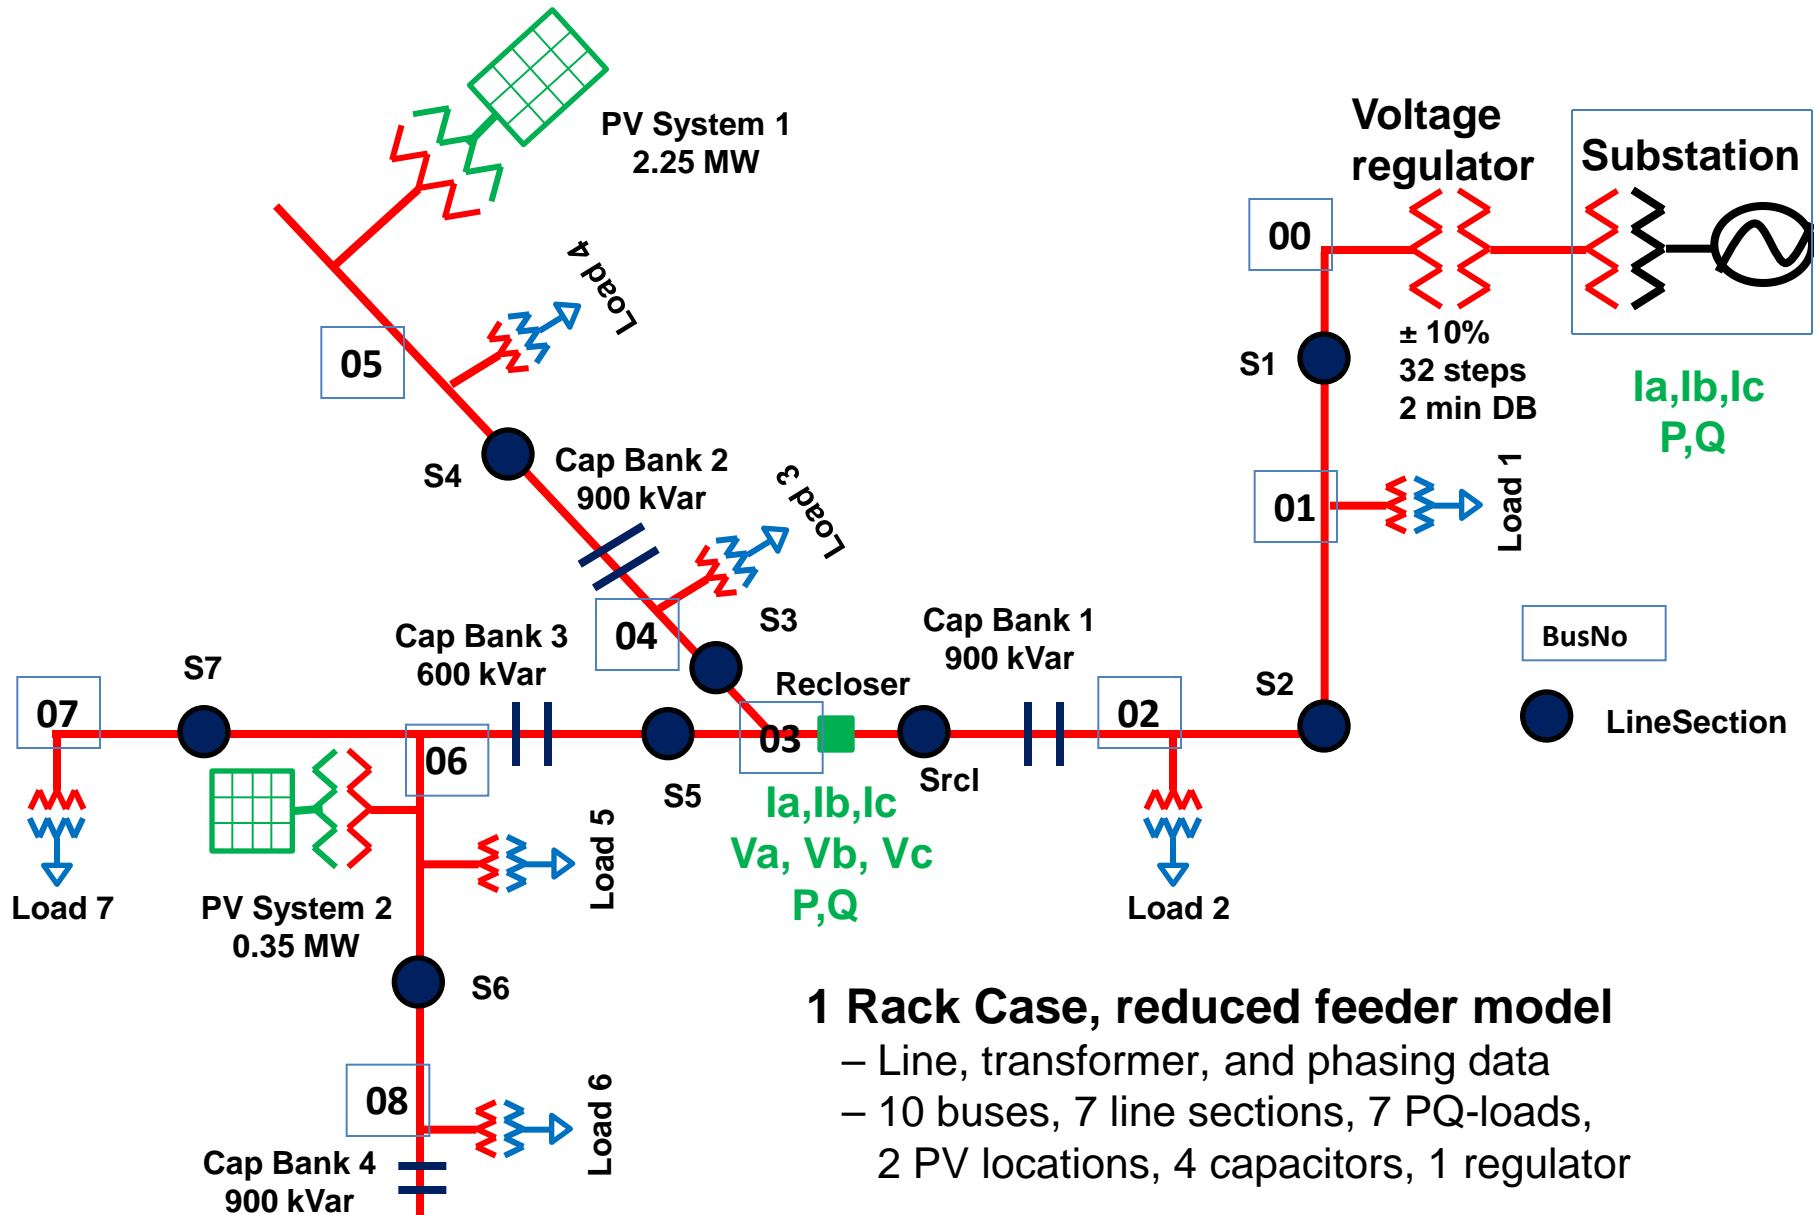 PV System 1
2.25 MW
Voltage
regulator
Substation
00
± 10%
32 steps
2 min DB
S1
Ia,Ib,Ic
P,Q
Load 4
05
S4
Cap Bank 2
900 kVar
Load 3
01
Load 1
04
S3
Cap Bank 3
600 kVar
Cap Bank 1
900 kVar
BusNo
S7
Recloser
S2
07
03
02
LineSection
06
S5
Srcl
Ia,Ib,Ic
Va, Vb, Vc
P,Q
Load 5
Load 7
PV System 2
0.35 MW
Load 2
S6
1 Rack Case, reduced feeder model
– Line, transformer, and phasing data
– 10 buses, 7 line sections, 7 PQ-loads,
2 PV locations, 4 capacitors, 1 regulator
08
Load 6
Cap Bank 4
900 kVar